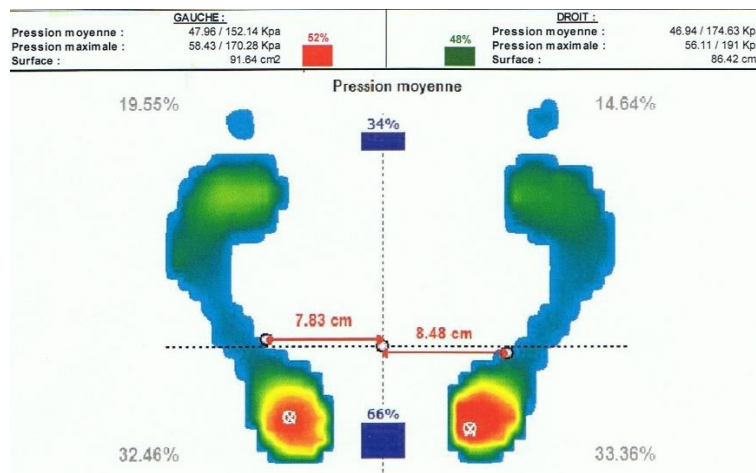 GAUCHE :
Pression moyenne : 47.96 / 152.14 Kpa
Pression maximale : 58.43 / 170.28 Kpa
Surface : 91.64 cm2
52%
DROIT :
48%
Pression moyenne : 46.94 / 174.63 Kp
Pression maximale : 56.11 / 191 Kp
Surface : 86.42 cm
Pression moyenne
19.55%
14.64%
34%
7.83 cm
8.48 cm
66%
32.46%
33.36%